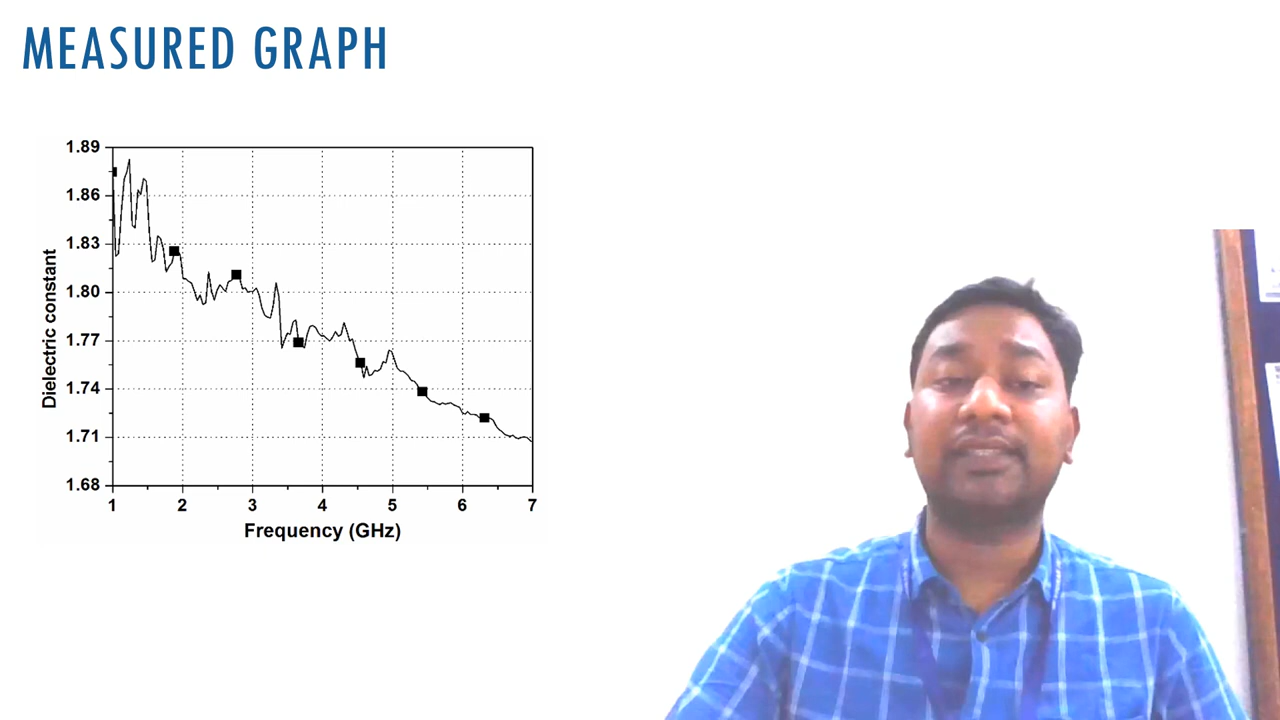 MEASURED GRAPH
1.89
1.86
1.83
1.80
1.77
1.74
1.71
1.68
Dielectric constant
1 2 3 4 5 6 7
Frequency (GHz)